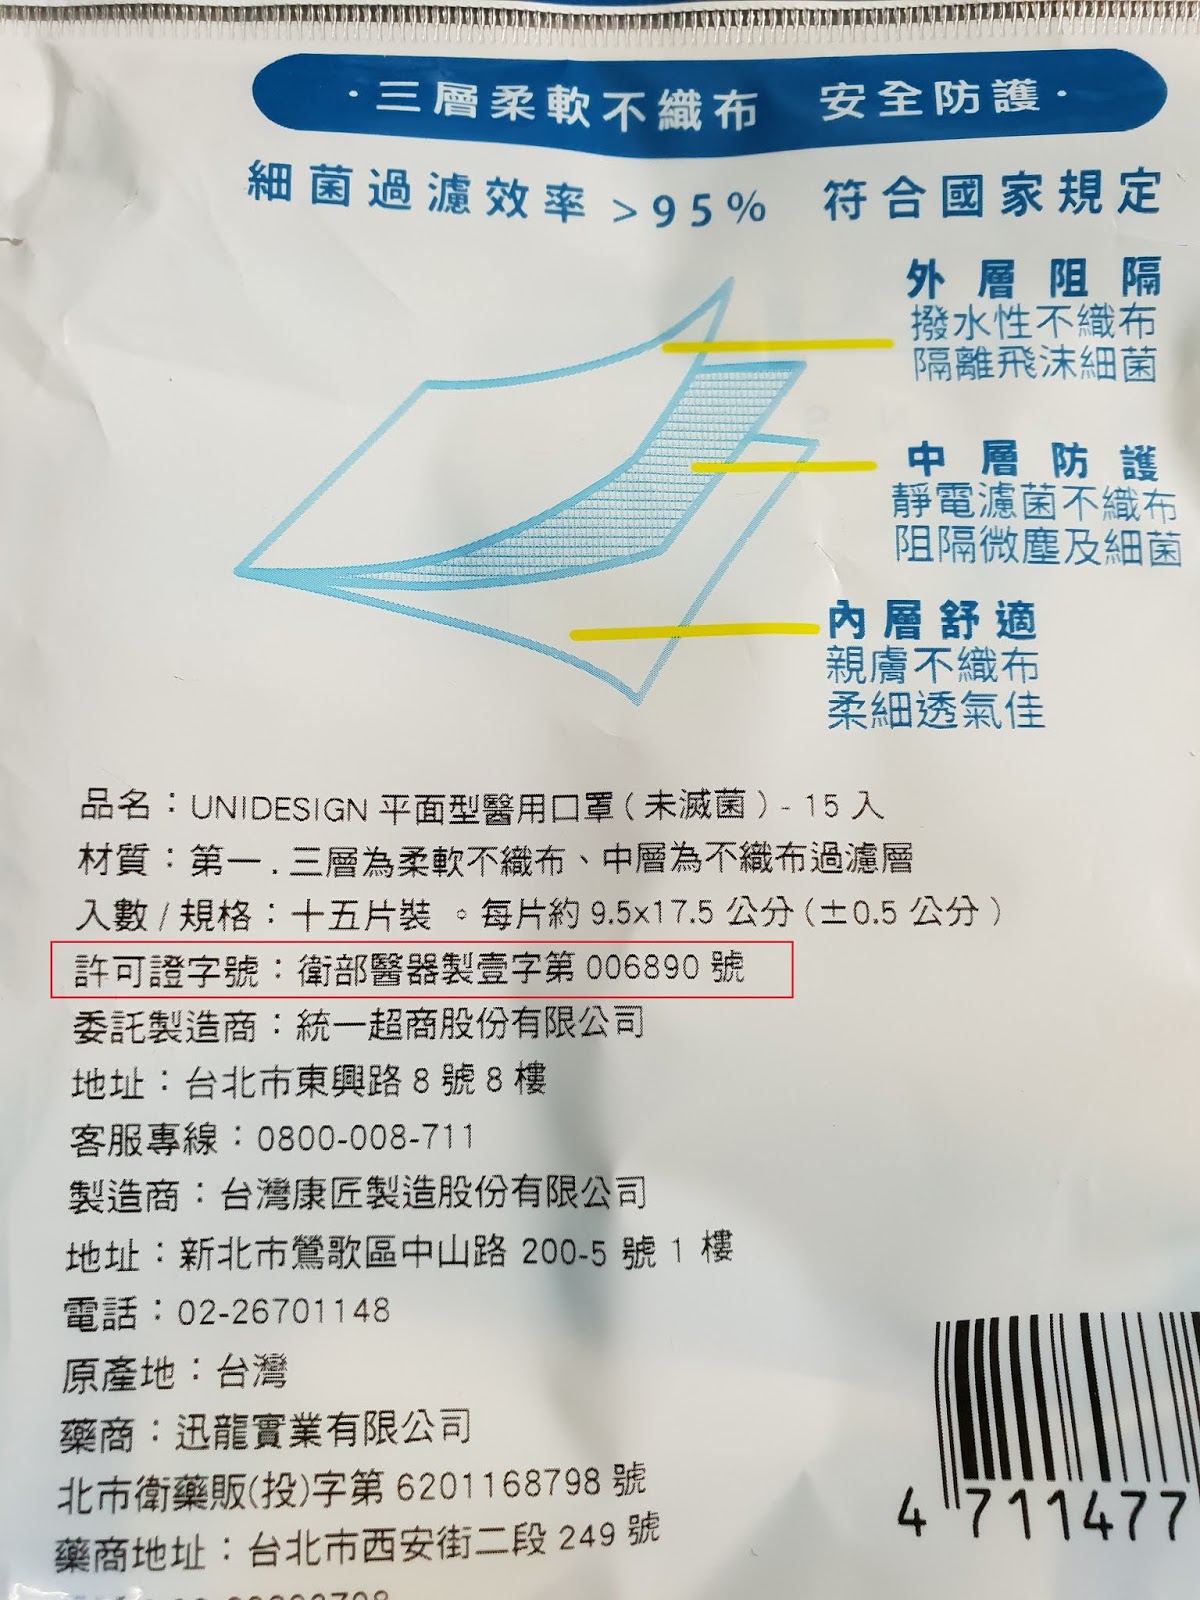 ·三層柔軟不織布 安全防護·
細菌過濾效率 >95% 符合國家規定
外層阻隔
撥水性不織布
隔離飛沫細菌
中層防護
靜電濾菌不織布
阻隔微塵及細菌
內層舒適
親膚不織布
柔細透氣佳
品名：UNIDESIGN 平面型醫用口罩（未滅菌）- 15 入
材質：第一.三層為柔軟不織布、中層為不織布過濾層
入數 / 規格：十五片裝。每片約 9.5x17.5 公分（±0.5 公分）
許可證字號：衛部醫器製壹字第 006890 號
委託製造商：統一超商股份有限公司
地址：台北市東興路 8 號 8 樓
客服專線：0800-008-711
製造商：台灣康匠製造股份有限公司
地址：新北市鶯歌區中山路 200-5 號 1 樓
電話：02-26701148
原產地：台灣
藥商：迅龍實業有限公司
北市衛藥販(投)字第 6201168798 號
藥商地址：台北市西安街二段 249 號
4 711477